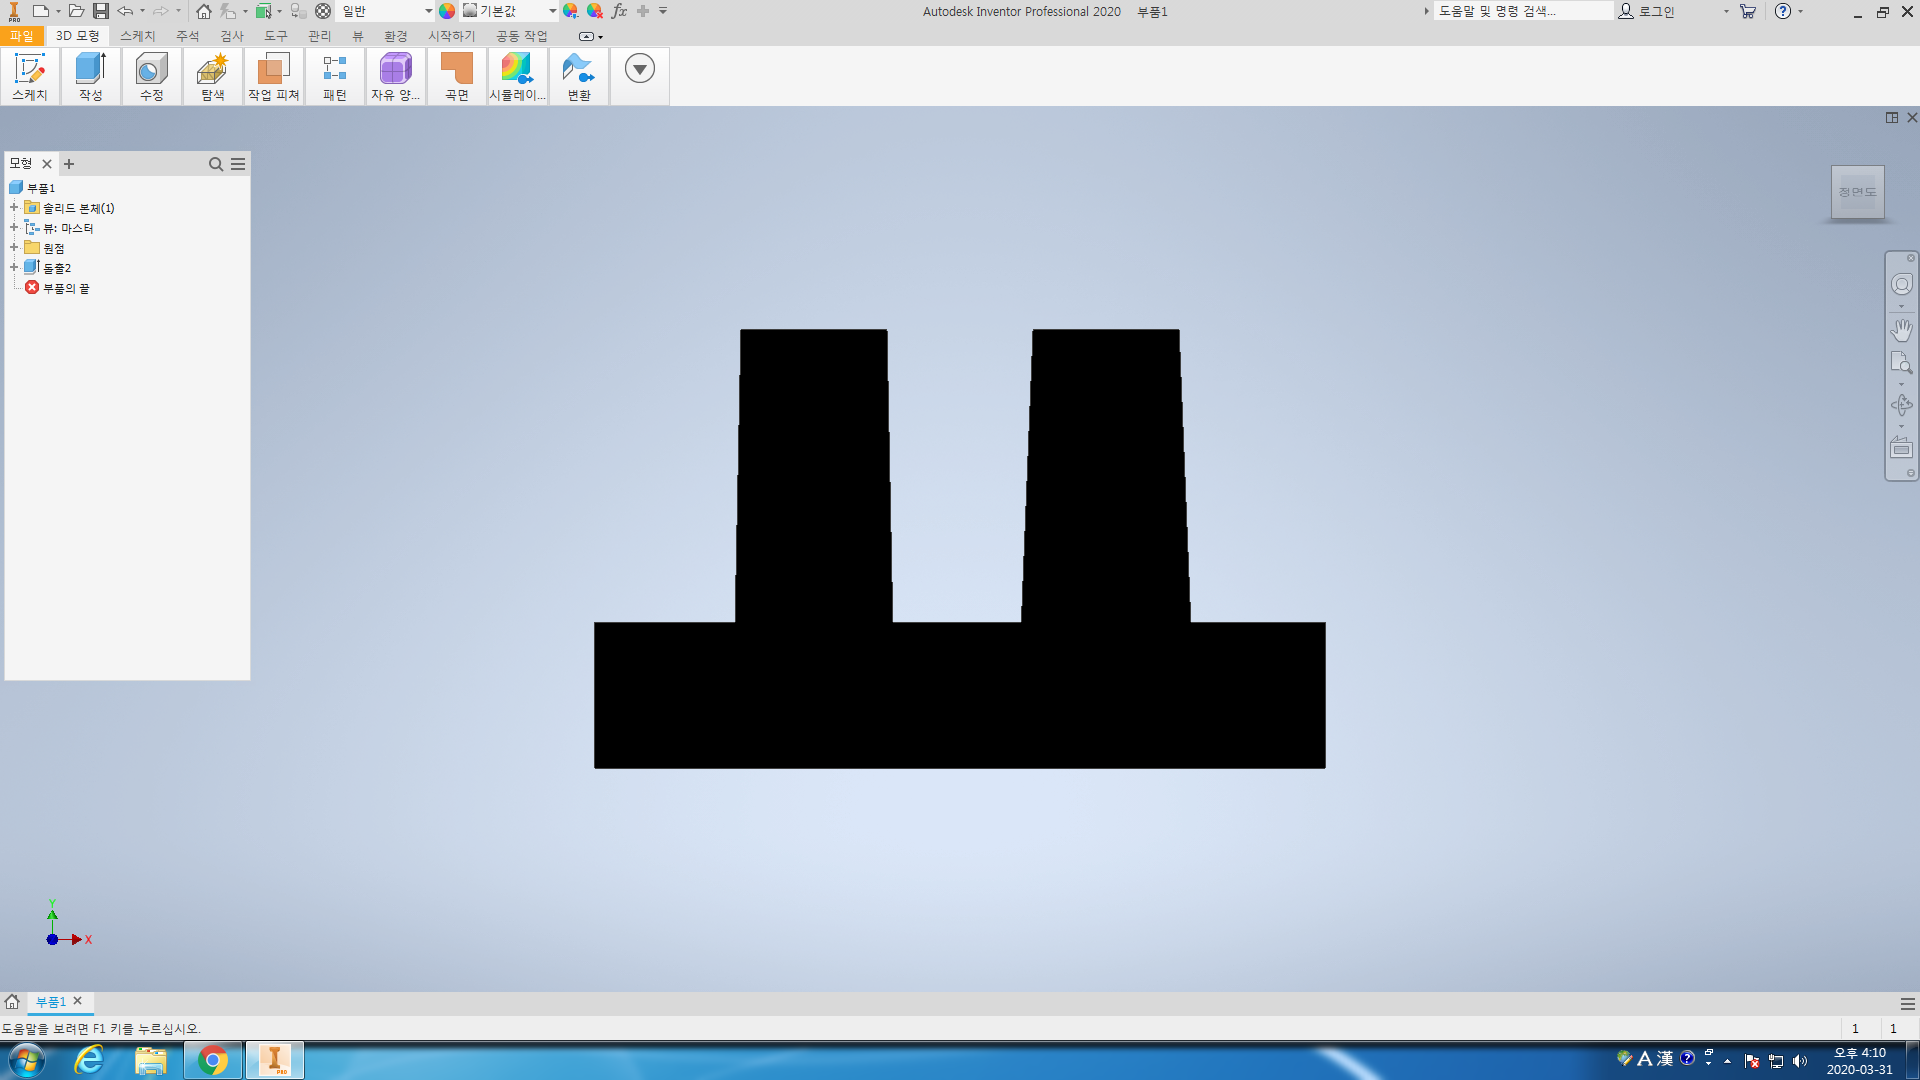 일반
기본값
fx
Autodesk Inventor Professional 2020 부품1
도움말 및 명령 검색...
로그인
파일 3D 모형 스케치 주석 검사 도구 관리 뷰 환경 시작하기 공동 작업
스케치 작성 수정 탐색 작업 피쳐 패턴 자유 양... 곡면 시뮬레이... 변환
모형
부품1
솔리드 본체(1)
뷰: 마스터
원점
돌출2
부품의 끝
정면도
Y
X
부품1
도움말을 보려면 F1 키를 누르십시오.
1 1
PRO
A 漢
오후 4:10
2020-03-31